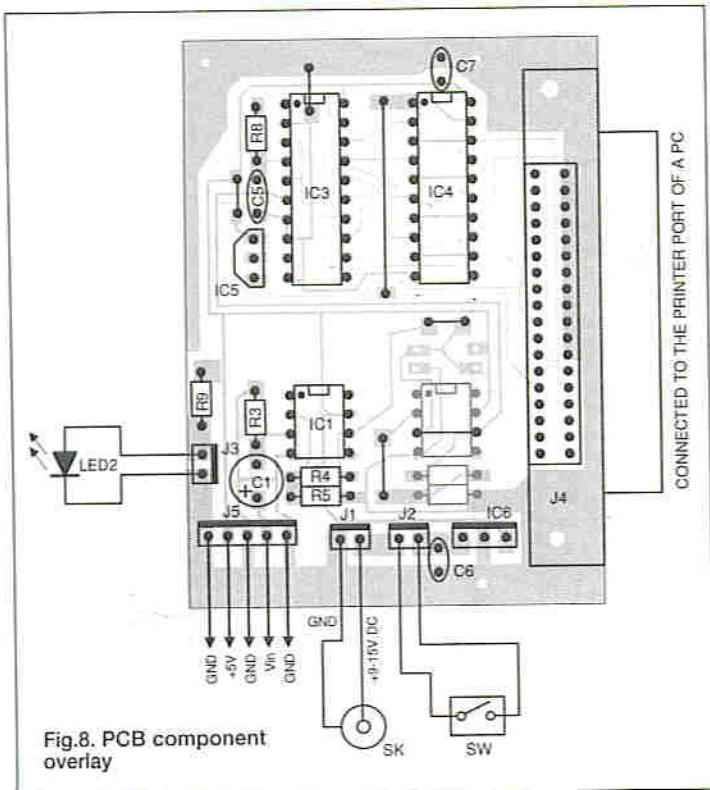 C7
R8
IC3
IC4
C5
IC5
CONNECTED TO THE PRINTER PORT OF A PC
R9
R3
IC1
J3
LED2
C1
+
R4
R5
J4
J5
J1
J2
IC6
C6
GND
+5V
GND
Vin
GND
GND
+9-15V DC
SK
SW
Fig.8. PCB component
overlay